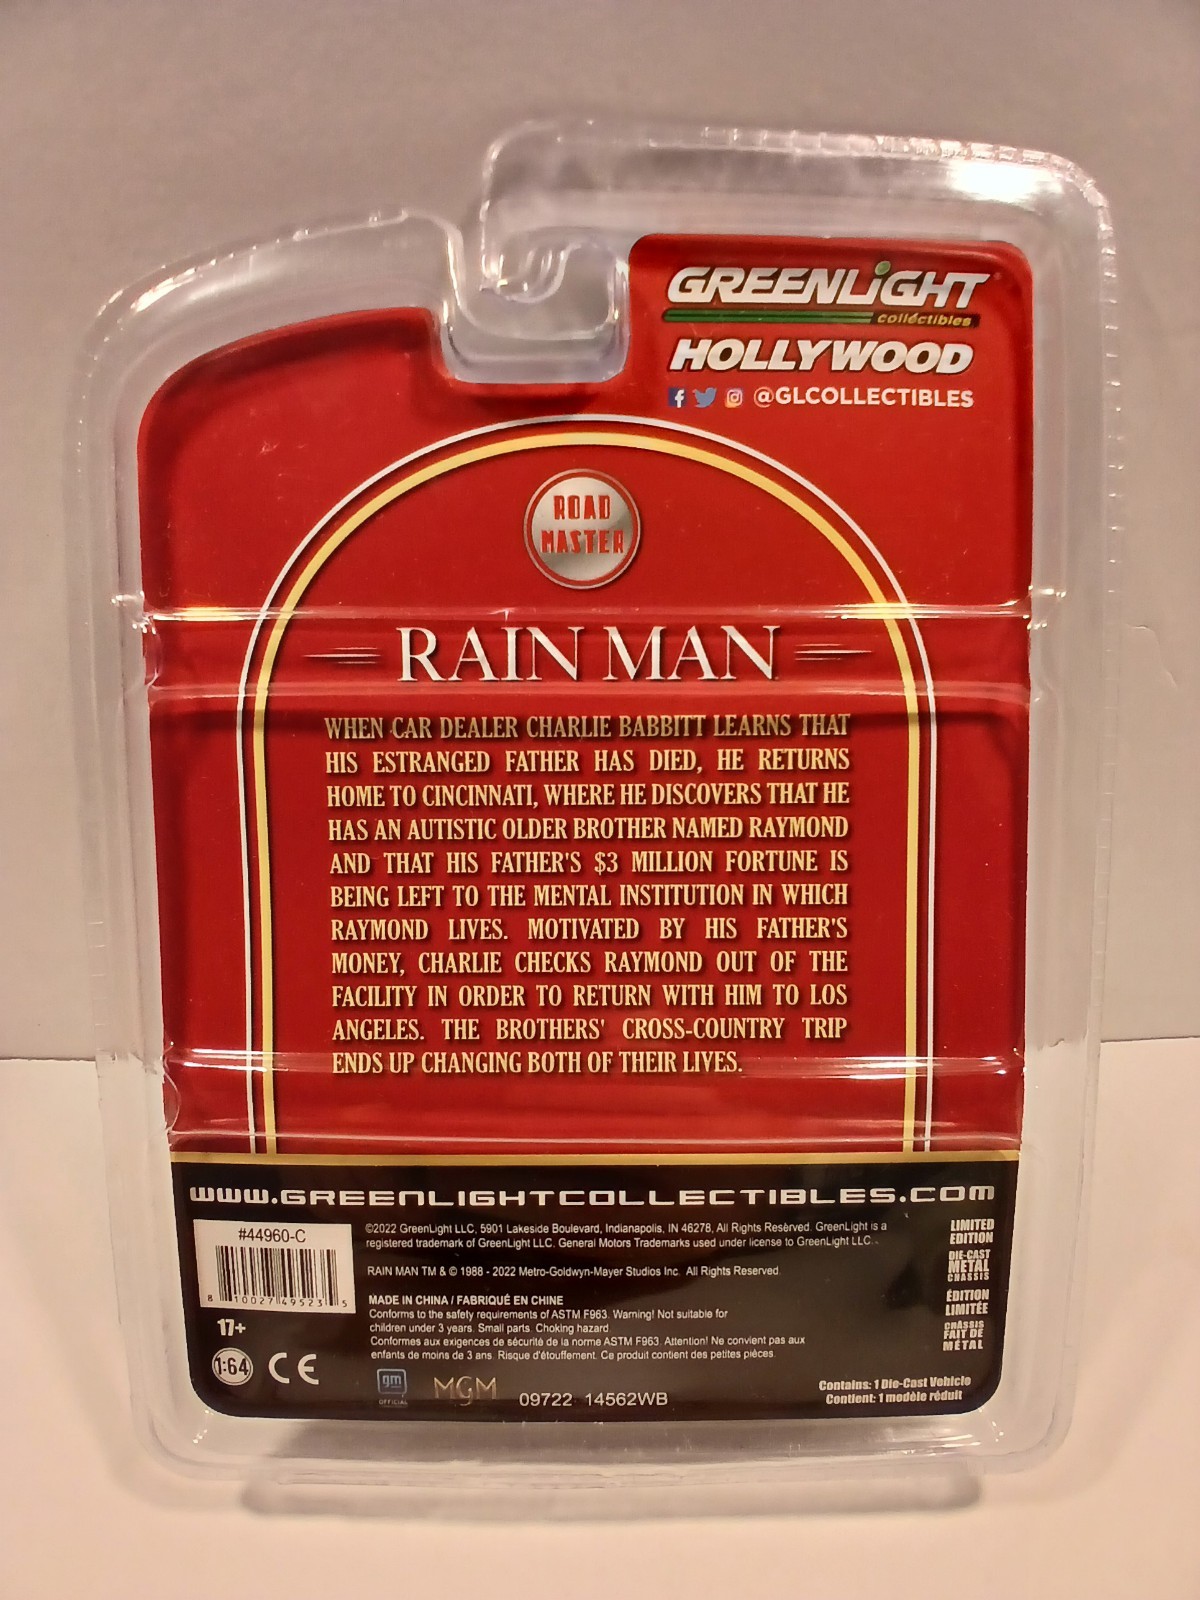 GREENLiGHT
collectibles
HOLLYWOOD
@GLCOLLECTIBLES
ROAD
MASTER
RAIN MAN
WHEN CAR DEALER CHARLIE BABBITT LEARNS THAT
HIS ESTRANGED FATHER HAS DIED, HE RETURNS
HOME TO CINCINNATI, WHERE HE DISCOVERS THAT HE
HAS AN AUTISTIC OLDER BROTHER NAMED RAYMOND
AND THAT HIS FATHER'S $3 MILLION FORTUNE IS
BEING LEFT TO THE MENTAL INSTITUTION IN WHICH
RAYMOND LIVES. MOTIVATED BY HIS FATHER'S
MONEY, CHARLIE CHECKS RAYMOND OUT OF THE
FACILITY IN ORDER TO RETURN WITH HIM TO LOS
ANGELES. THE BROTHERS' CROSS-COUNTRY TRIP
ENDS UP CHANGING BOTH OF THEIR LIVES.
WWW.GREENLIGHTCOLLECTIBLES.COM
#44960-C
8 10027 49523 5
17+
1:64 CE
©2022 GreenLight LLC, 5901 Lakeside Boulevard, Indianapolis, IN 46278, All Rights Reserved. GreenLight is a
registered trademark of GreenLight LLC. General Motors Trademarks used under license to GreenLight LLC.
RAIN MAN TM & © 1988 - 2022 Metro-Goldwyn-Mayer Studios Inc. All Rights Reserved.
MADE IN CHINA / FABRIQUÉ EN CHINE
Conforms to the safety requirements of ASTM F963. Warning! Not suitable for
children under 3 years. Small parts. Choking hazard.
Conformes aux exigences de sécurité de la norme ASTM F963. Attention! Ne convient pas aux
enfants de moins de 3 ans. Risque d'étouffement. Ce produit contient des petites pièces.
gm
OFFICIAL
MGM
09722 14562WB
LIMITED
EDITION
DIE-CAST
METAL
CHASSIS
ÉDITION
LIMITÉE
CHÂSSIS
FAIT DE
MÉTAL
Contains: 1 Die-Cast Vehicle
Contient: 1 modèle réduit